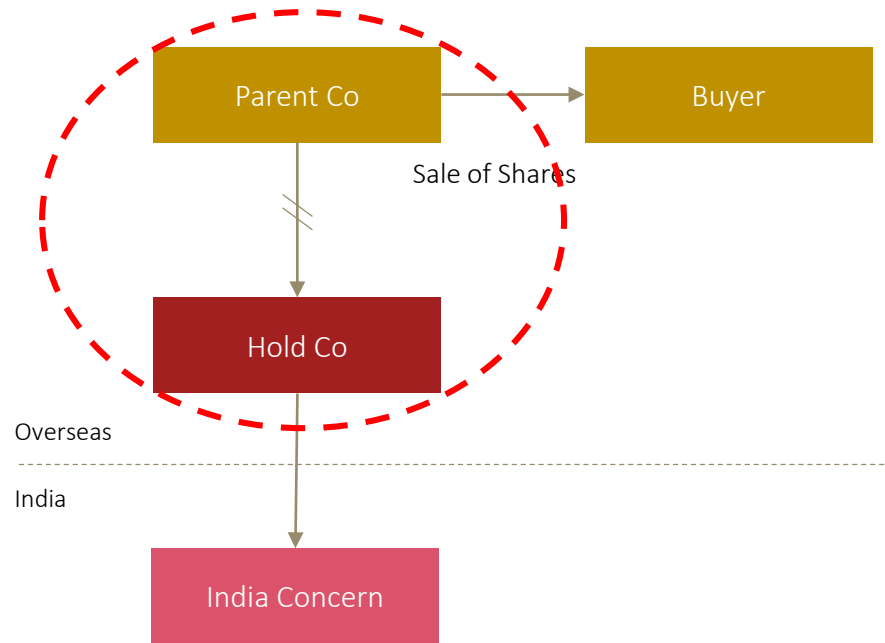 Parent Co
Buyer
Sale of Shares
Hold Co
Overseas
India
India Concern